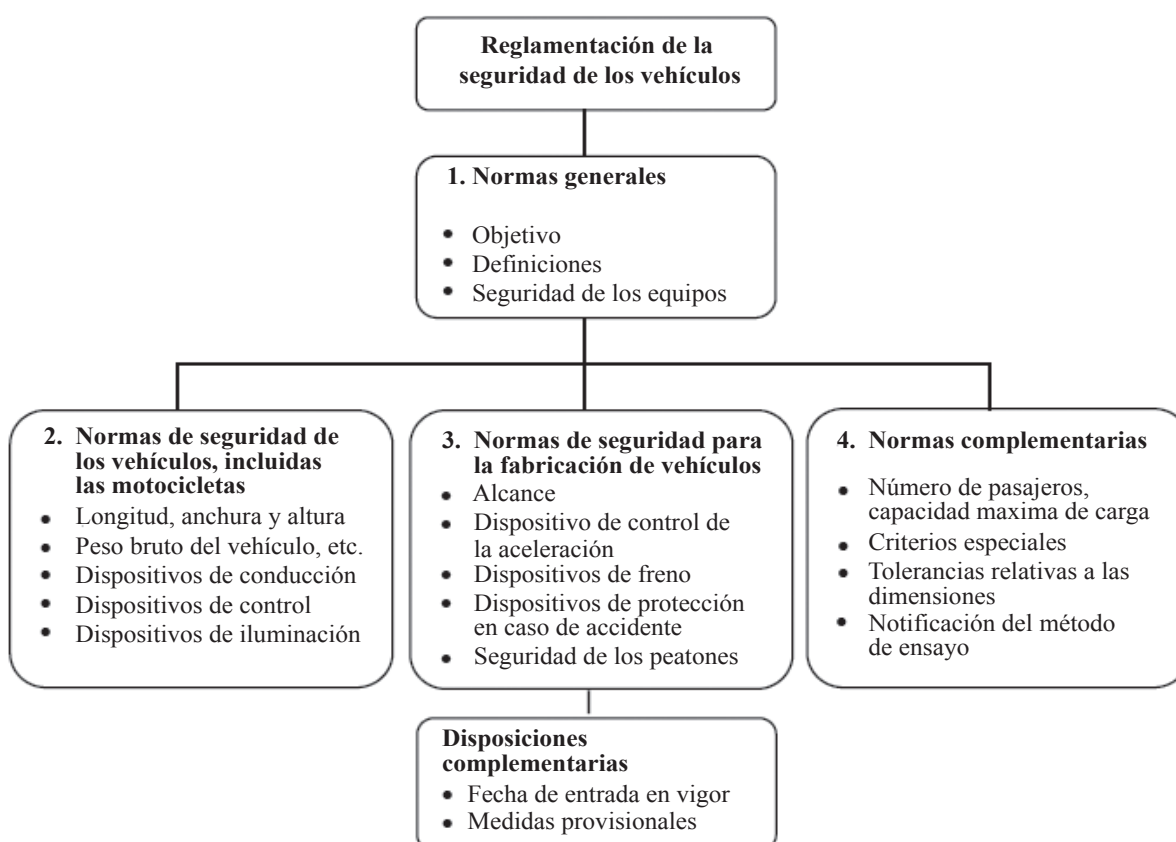 Reglamentación de la
seguridad de los vehículos
1. Normas generales
• Objetivo
• Definiciones
• Seguridad de los equipos
2. Normas de seguridad de
los vehículos, incluidas
las motocicletas
• Longitud, anchura y altura
• Peso bruto del vehículo, etc.
• Dispositivos de conducción
• Dispositivos de control
• Dispositivos de iluminación
3. Normas de seguridad para
la fabricación de vehículos
• Alcance
• Dispositivo de control de
la aceleración
• Dispositivos de freno
• Dispositivos de protección
en caso de accidente
• Seguridad de los peatones
4. Normas complementarias
• Número de pasajeros,
capacidad maxima de carga
• Criterios especiales
• Tolerancias relativas a las
dimensiones
• Notificación del método
de ensayo
Disposiciones
complementarias
• Fecha de entrada en vigor
• Medidas provisionales